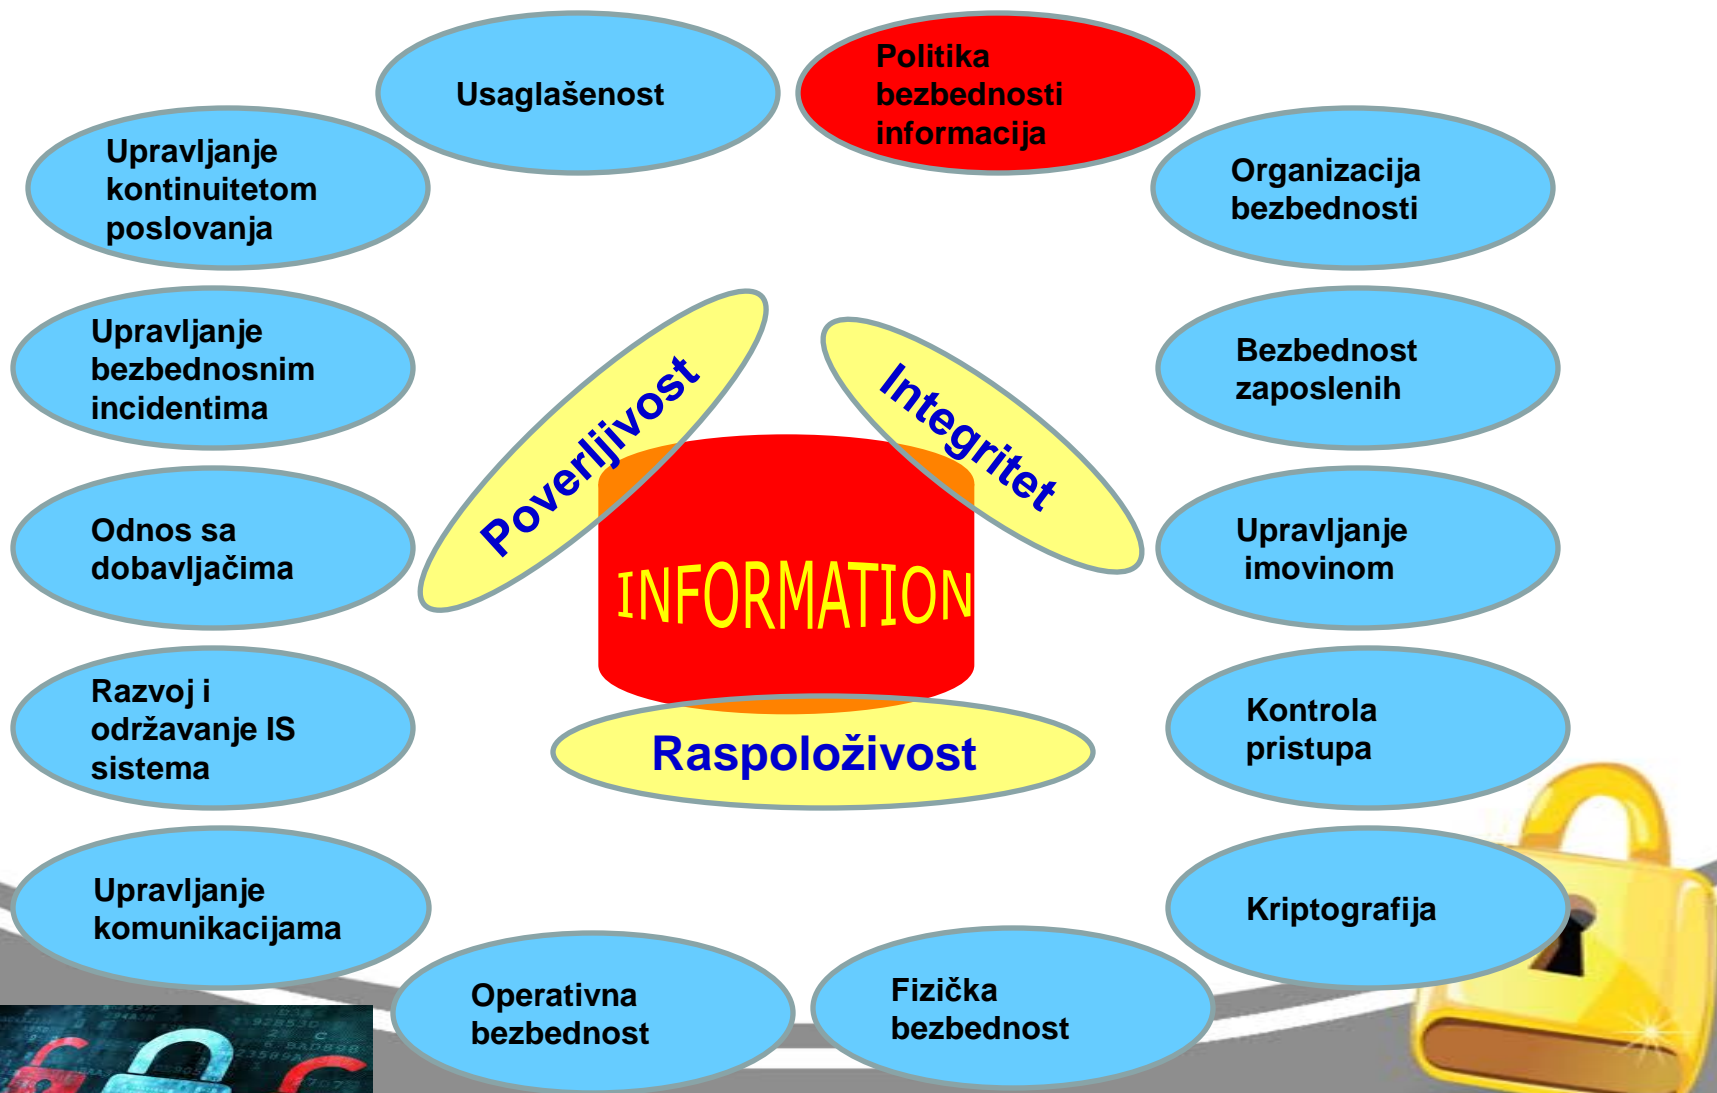 Usaglašenost
Politika
bezbednosti
informacija
Upravljanje
kontinuitetom
poslovanja
Organizacija
bezbednosti
Upravljanje
bezbednosnim
incidentima
Bezbednost
zaposlenih
Poverljivost
Integritet
Odnos sa
dobavljačima
INFORMATION
Upravljanje
imovinom
Razvoj i
održavanje IS
sistema
Raspoloživost
Kontrola
pristupa
Upravljanje
komunikacijama
Kriptografija
Operativna
bezbednost
Fizička
bezbednost